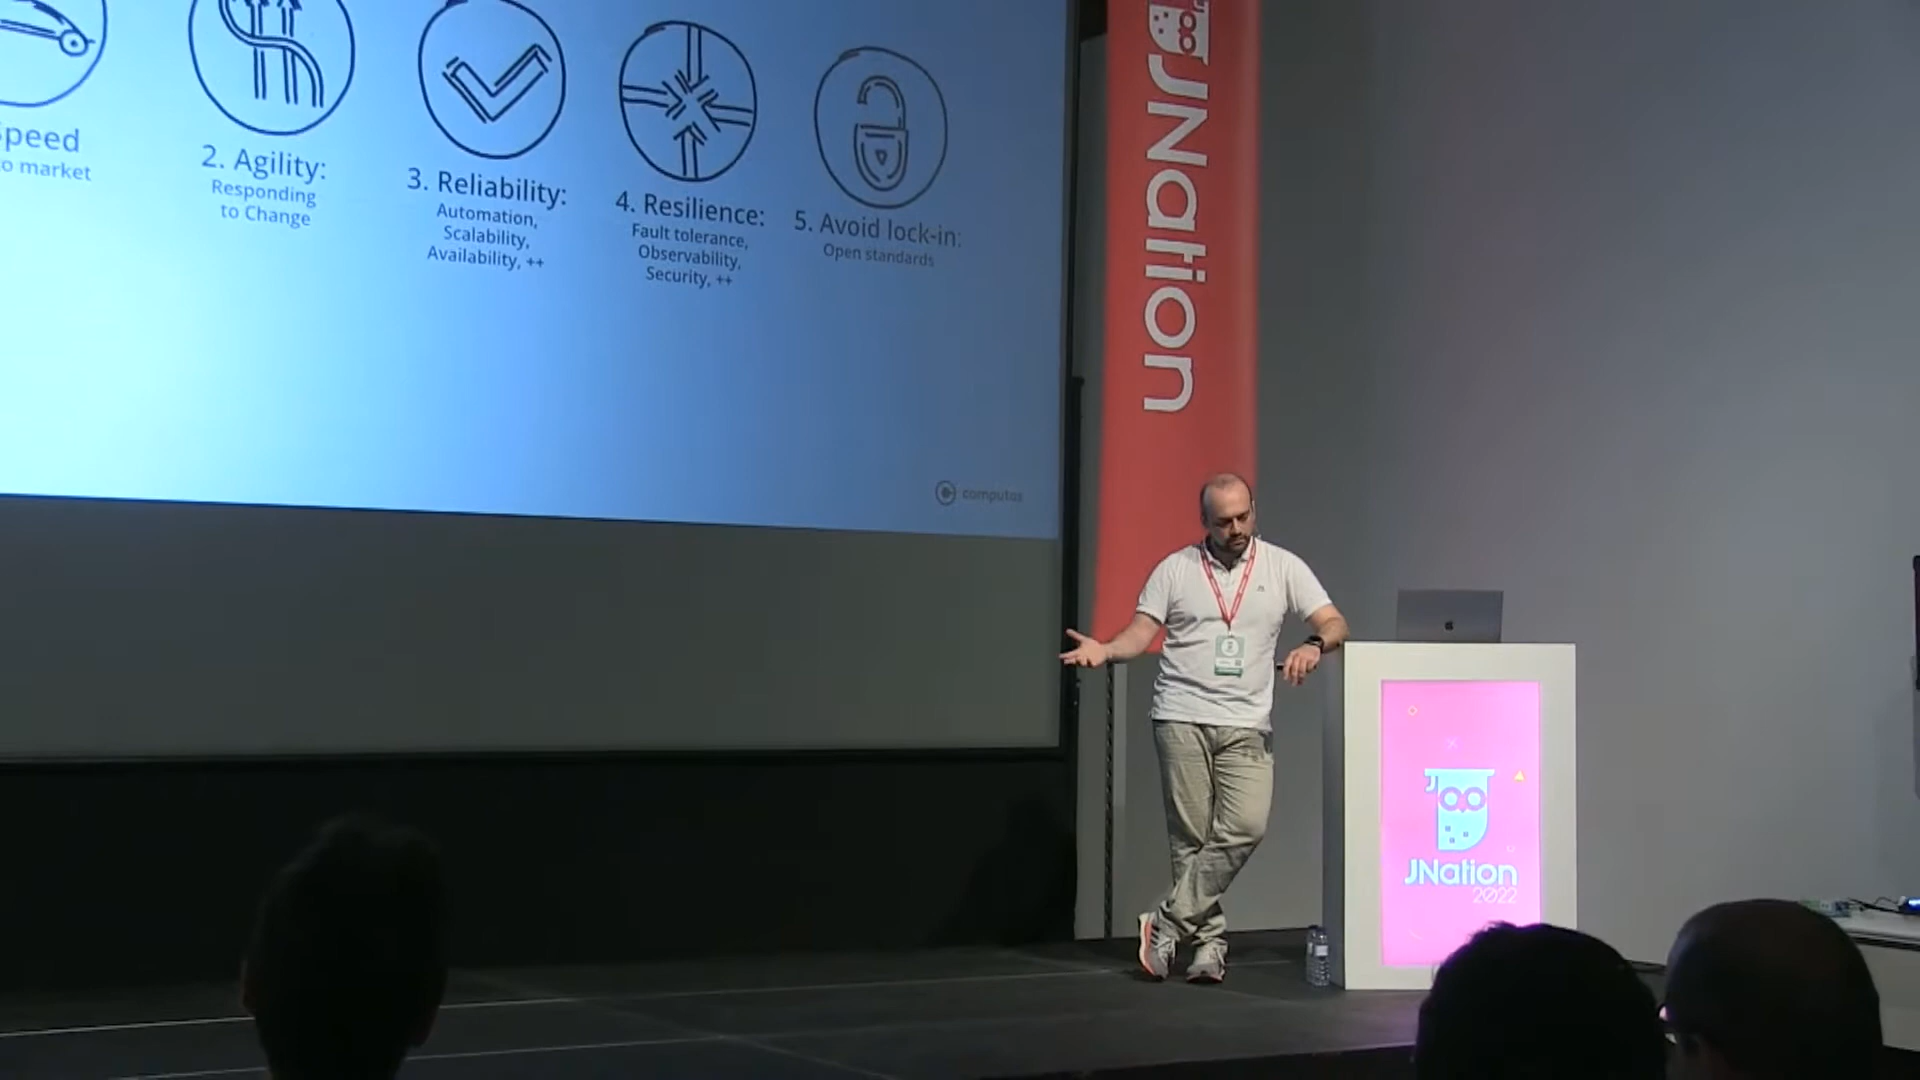 Speed
to market
2. Agility:
Responding
to Change
3. Reliability:
Automation,
Scalability,
Availability, ++
4. Resilience:
Fault tolerance,
Observability,
Security, ++
5. Avoid lock-in:
Open standards
computas
JNation
JNation
2022